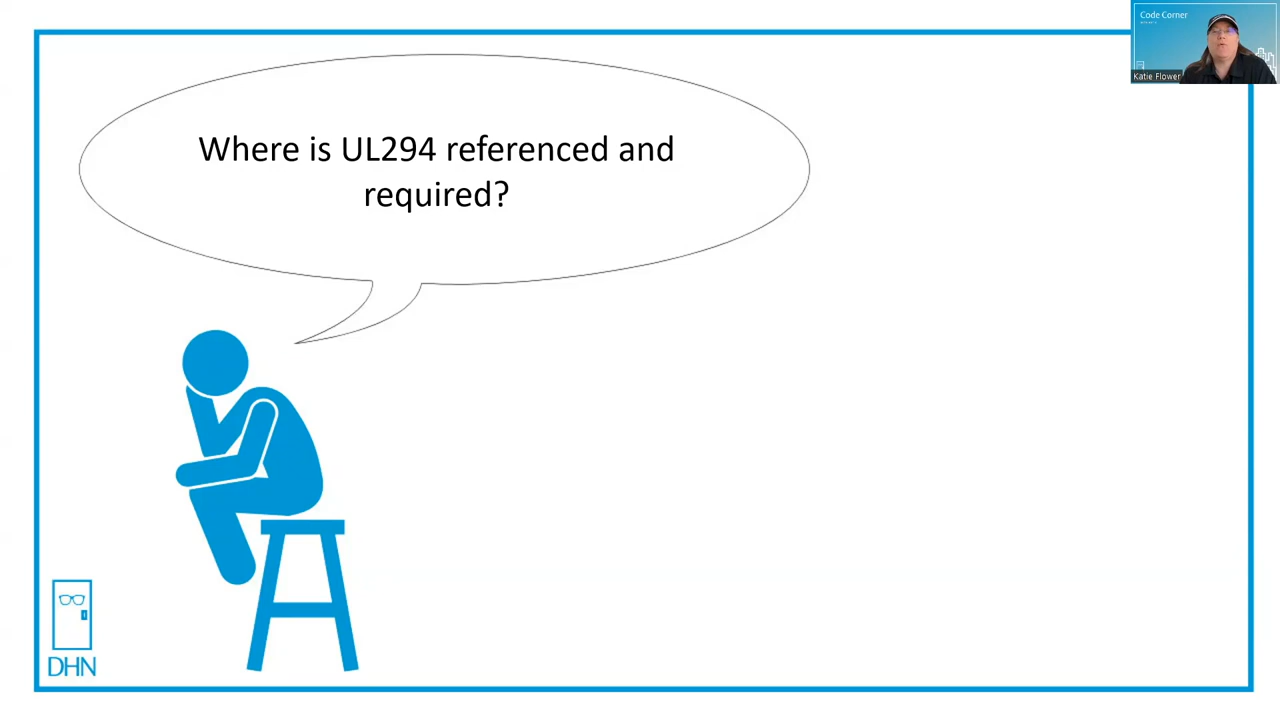 Code Corner
Katie Flower
Where is UL294 referenced and
required?
DHN